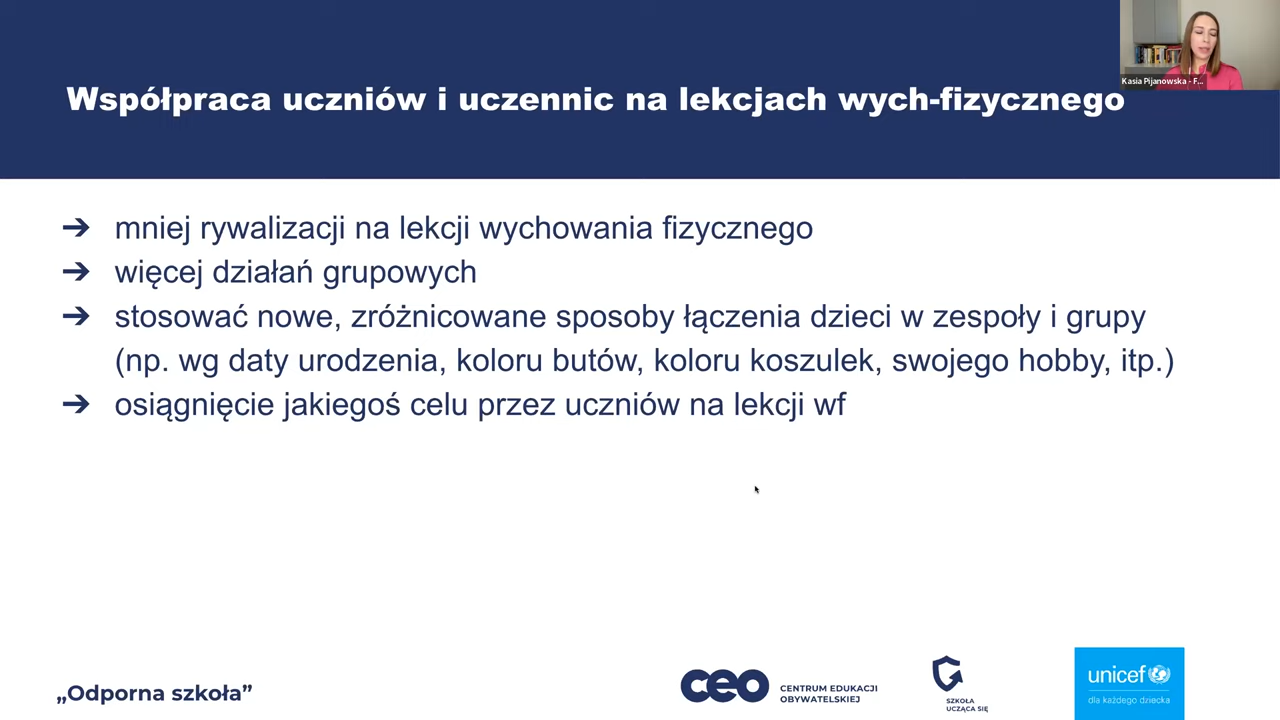 Kasia Pijanowska - F...
Współpraca uczniów i uczennic na lekcjach wych-fizycznego
➔ mniej rywalizacji na lekcji wychowania fizycznego
➔ więcej działań grupowych
➔ stosować nowe, zróżnicowane sposoby łączenia dzieci w zespoły i grupy
(np. wg daty urodzenia, koloru butów, koloru koszulek, swojego hobby, itp.)
➔ osiągnięcie jakiegoś celu przez uczniów na lekcji wf
„Odporna szkoła”
ceo
CENTRUM EDUKACJI
OBYWATELSKIEJ
SZKOŁA
UCZĄCA SIĘ
unicef
dla każdego dziecka